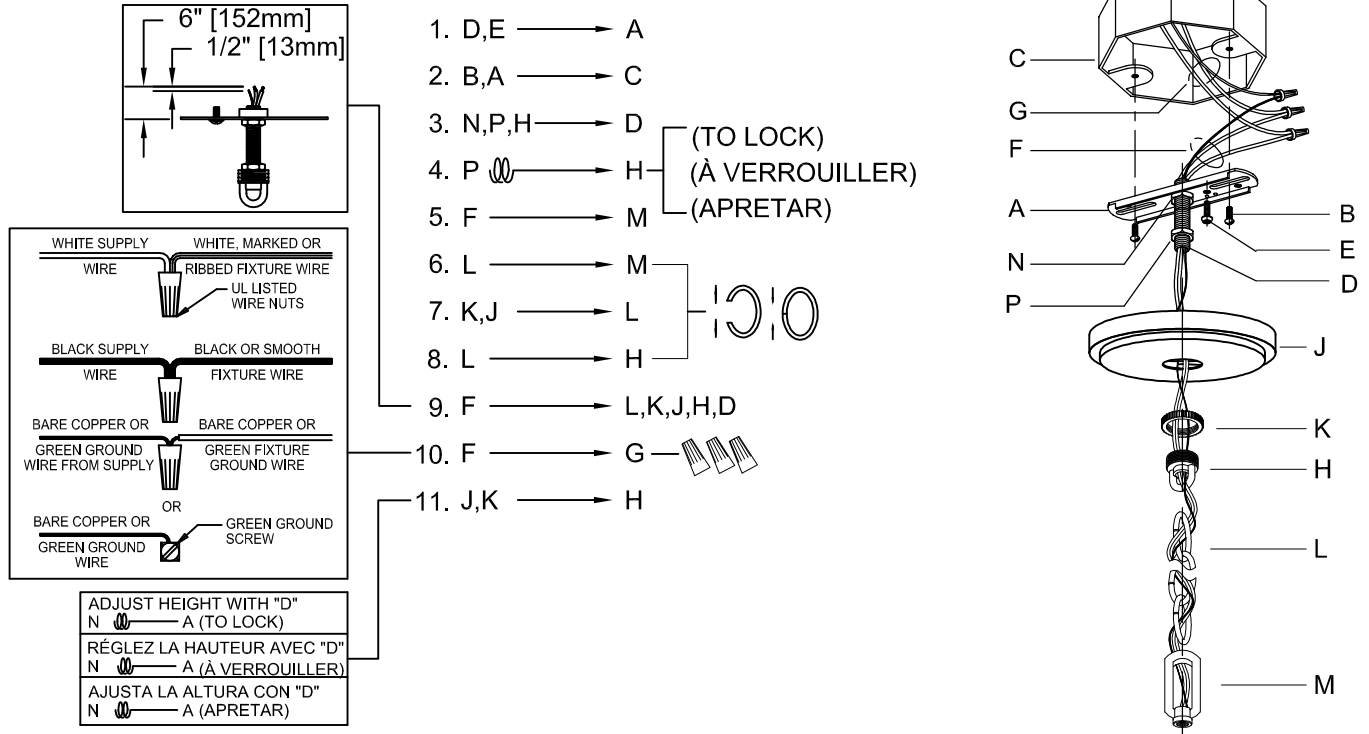 6" [152mm]
1/2" [13mm]
WHITE SUPPLY
WIRE
WHITE, MARKED OR
RIBBED FIXTURE WIRE
UL LISTED
WIRE NUTS
BLACK SUPPLY
WIRE
BLACK OR SMOOTH
FIXTURE WIRE
BARE COPPER OR
GREEN GROUND
WIRE FROM SUPPLY
BARE COPPER OR
GREEN FIXTURE
GROUND WIRE
OR
BARE COPPER OR
GREEN GROUND
WIRE
GREEN GROUND
SCREW
ADJUST HEIGHT WITH "D"
N A (TO LOCK)
RÉGLEZ LA HAUTEUR AVEC "D"
N A (À VERROUILLER)
AJUSTA LA ALTURA CON "D"
N A (APRETAR)
1. D,E A
2. B,A C
3. N,P,H D
4. P H
(TO LOCK)
(À VERROUILLER)
(APRETAR)
5. F M
6. L M
7. K,J L
8. L H
9. F L,K,J,H,D
10. F G
11. J,K H
C
G
F
A
N
P
B
E
D
J
K
H
L
M